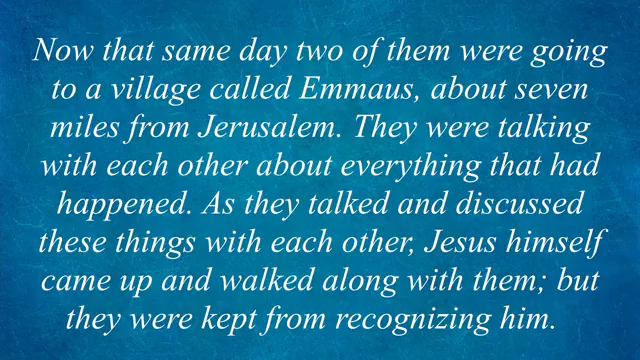 Now that same day two of them were going
to a village called Emmaus, about seven
miles from Jerusalem. They were talking
with each other about everything that had
happened. As they talked and discussed
these things with each other, Jesus himself
came up and walked along with them; but
they were kept from recognizing him.